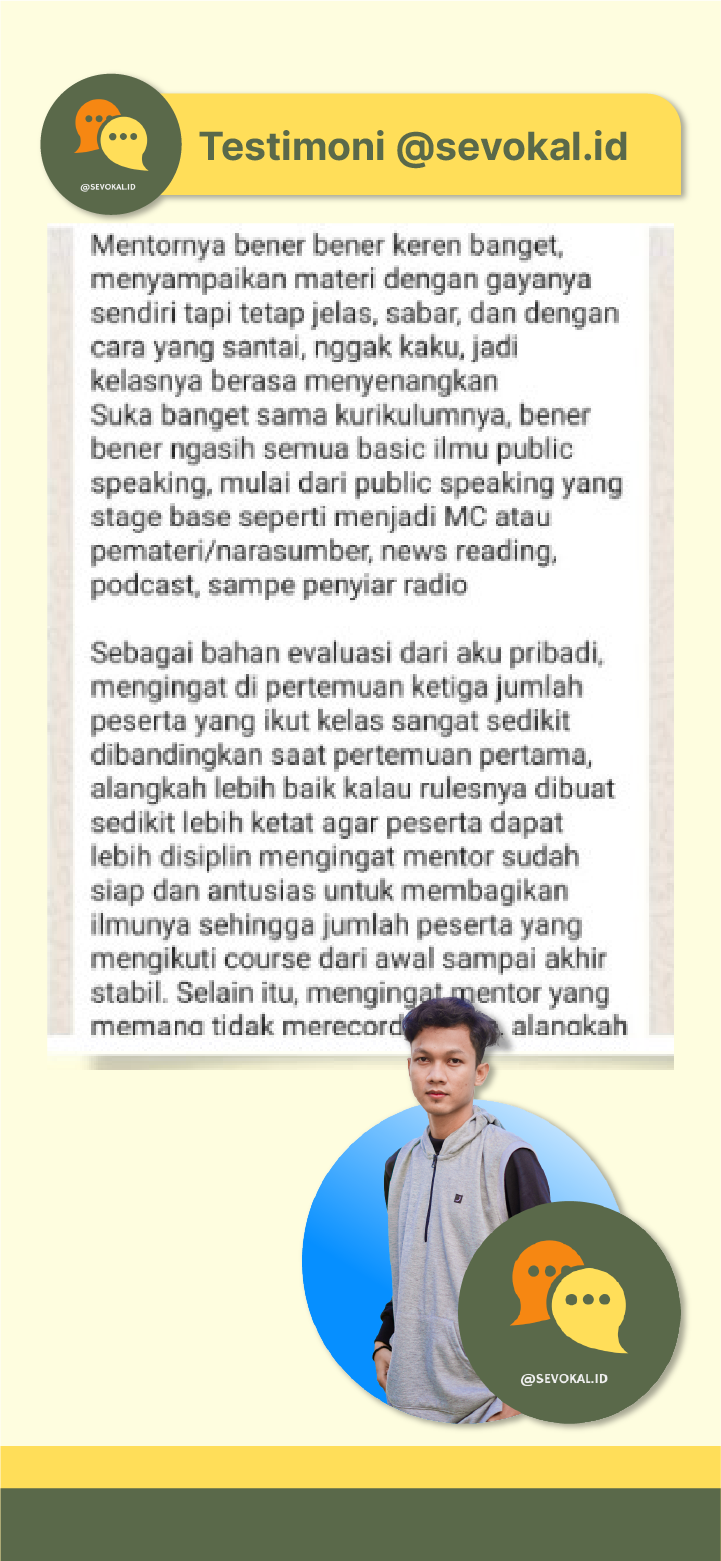 @SEVOKAL.ID
Testimoni @sevokal.id
Mentornya bener bener keren banget,
menyampaikan materi dengan gayanya
sendiri tapi tetap jelas, sabar, dan dengan
cara yang santai, nggak kaku, jadi
kelasnya berasa menyenangkan
Suka banget sama kurikulumnya, bener
bener ngasih semua basic ilmu public
speaking, mulai dari public speaking yang
stage base seperti menjadi MC atau
pemateri/narasumber, news reading,
podcast, sampe penyiar radio
Sebagai bahan evaluasi dari aku pribadi,
mengingat di pertemuan ketiga jumlah
peserta yang ikut kelas sangat sedikit
dibandingkan saat pertemuan pertama,
alangkah lebih baik kalau rulesnya dibuat
sedikit lebih ketat agar peserta dapat
lebih disiplin mengingat mentor sudah
siap dan antusias untuk membagikan
ilmunya sehingga jumlah peserta yang
mengikuti course dari awal sampai akhir
stabil. Selain itu, mengingat mentor yang
memang tidak merecord alangkah
@SEVOKAL.ID